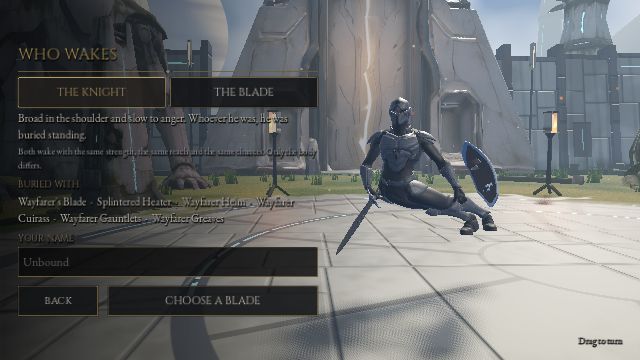 WHO WAKES
THE KNIGHT
THE BLADE
Broad in the shoulder and slow to anger. Whoever he was, he was
buried standing.
Both wake with the same strength, the same reach and the same chances. Only the body
differs.
BURIED WITH
Wayfarer's Blade - Splintered Heater - Wayfarer Helm - Wayfarer
Cuirass - Wayfarer Gauntlets - Wayfarer Greaves
YOUR NAME
Unbound
BACK
CHOOSE A BLADE
Drag to turn